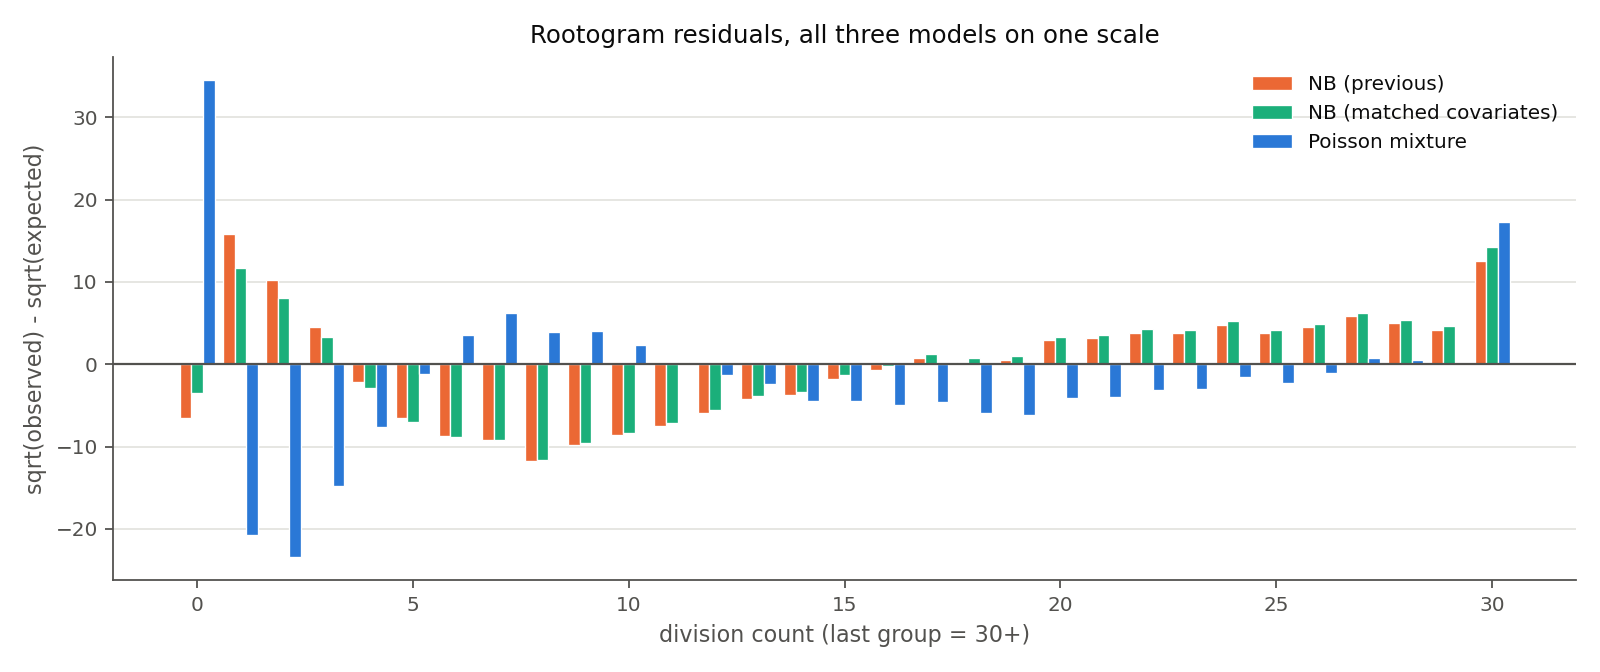 Rootogram residuals, all three models on one scale
NB (previous)
NB (matched covariates)
Poisson mixture
sqrt(observed) - sqrt(expected)
30
20
10
0
−10
−20
0 5 10 15 20 25 30
division count (last group = 30+)